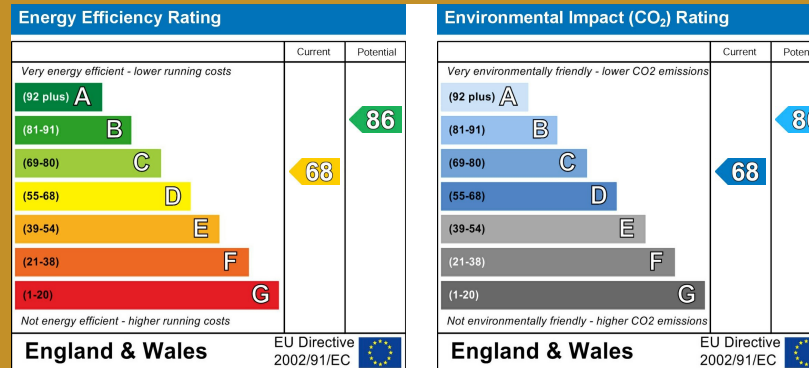 Energy Efficiency Rating
Current Potential
Very energy efficient - lower running costs
(92 plus) A
(81-91) B
86
(69-80) C
68
(55-68) D
(39-54) E
(21-38) F
(1-20) G
Not energy efficient - higher running costs
England & Wales
EU Directive
2002/91/EC
Environmental Impact (CO₂) Rating
Current
Very environmentally friendly - lower CO2 emissions
(92 plus) A
(81-91) B
(69-80) C
68
(55-68) D
(39-54) E
(21-38) F
(1-20) G
Not environmentally friendly - higher CO2 emissions
England & Wales
EU Directive
2002/91/EC